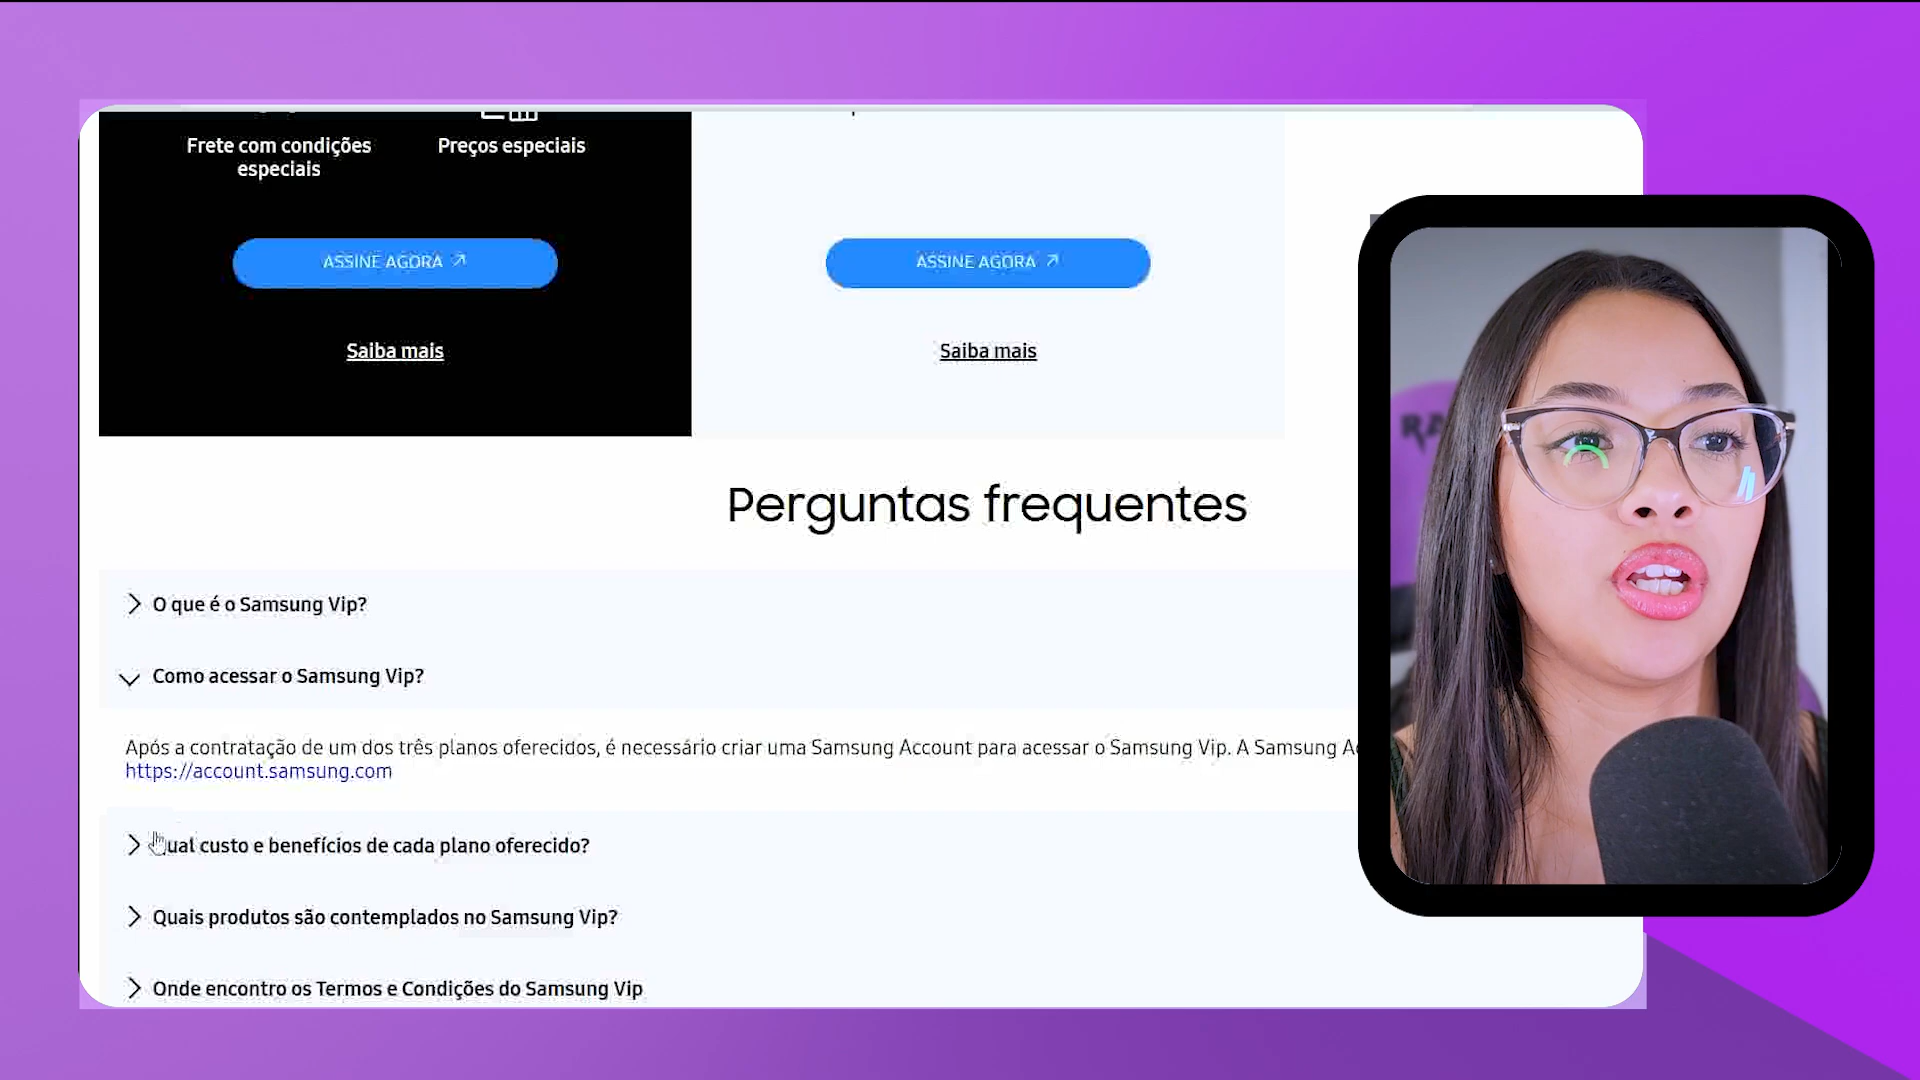 Frete com condições
especiais
Preços especiais
ASSINE AGORA
ASSINE AGORA
Saiba mais
Saiba mais
Perguntas frequentes
O que é o Samsung Vip?
Como acessar o Samsung Vip?
Após a contratação de um dos três planos oferecidos, é necessário criar uma Samsung Account para acessar o Samsung Vip. A Samsung
https://account.samsung.com
custo e benefícios de cada plano oferecido?
Quais produtos são contemplados no Samsung Vip?
Onde encontro os Termos e Condições do Samsung Vip